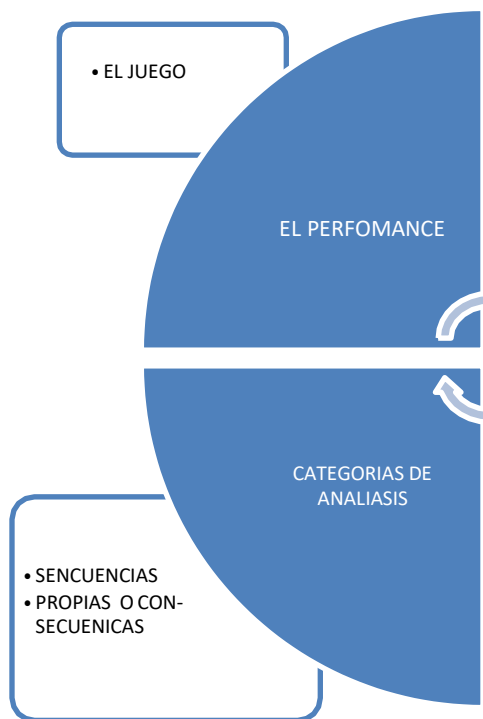 • EL JUEGO
EL PERFOMANCE
CATEGORIAS DE
ANALIASIS
• SENCUENCIAS
• PROPIAS O CON-
SECUENICAS